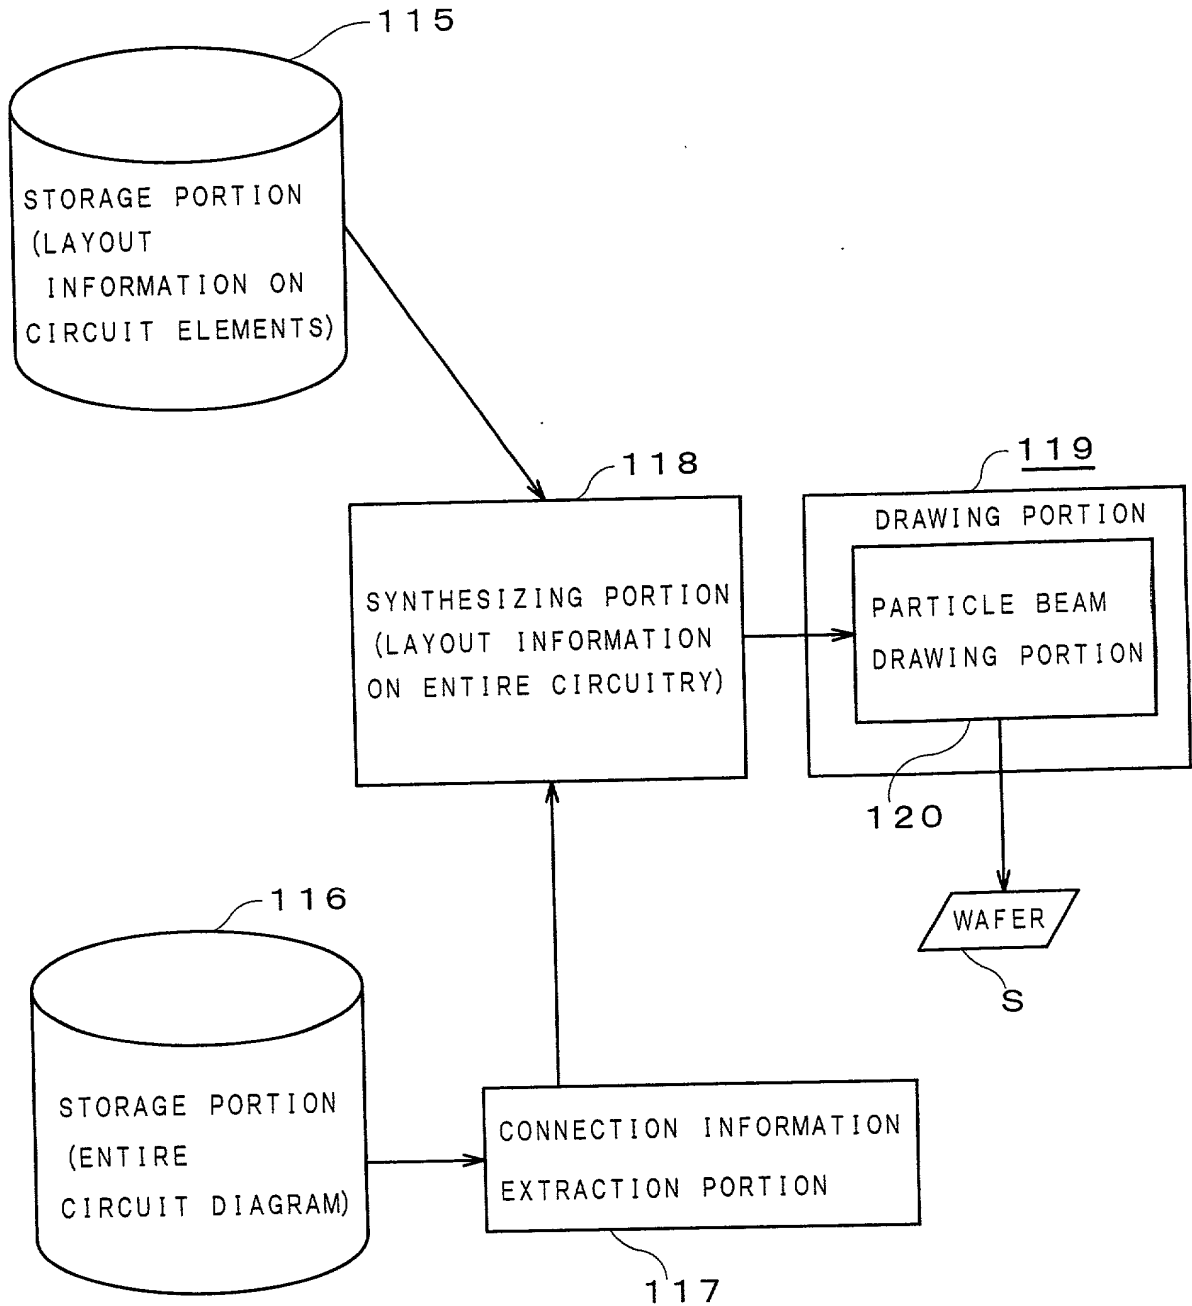 115
STORAGE PORTION
(LAYOUT
INFORMATION ON
CIRCUIT ELEMENTS)
118
SYNTHESIZING PORTION
(LAYOUT INFORMATION
ON ENTIRE CIRCUITRY)
119
DRAWING PORTION
PARTICLE BEAM
DRAWING PORTION
120
WAFER
S
116
STORAGE PORTION
(ENTIRE
CIRCUIT DIAGRAM)
CONNECTION INFORMATION
EXTRACTION PORTION
117